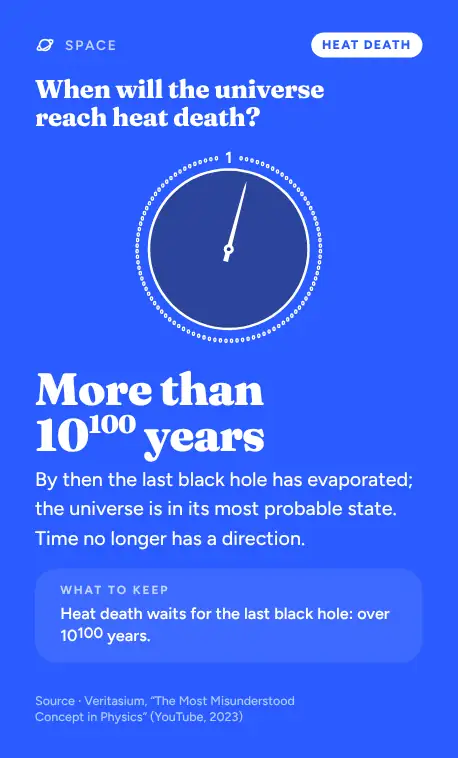 SPACE
HEAT DEATH
When will the universe
reach heat death?
1
More than
10¹⁰⁰ years
By then the last black hole has evaporated;
the universe is in its most probable state.
Time no longer has a direction.
WHAT TO KEEP
Heat death waits for the last black hole: over
10¹⁰⁰ years.
Source · Veritasium, “The Most Misunderstood
Concept in Physics” (YouTube, 2023)